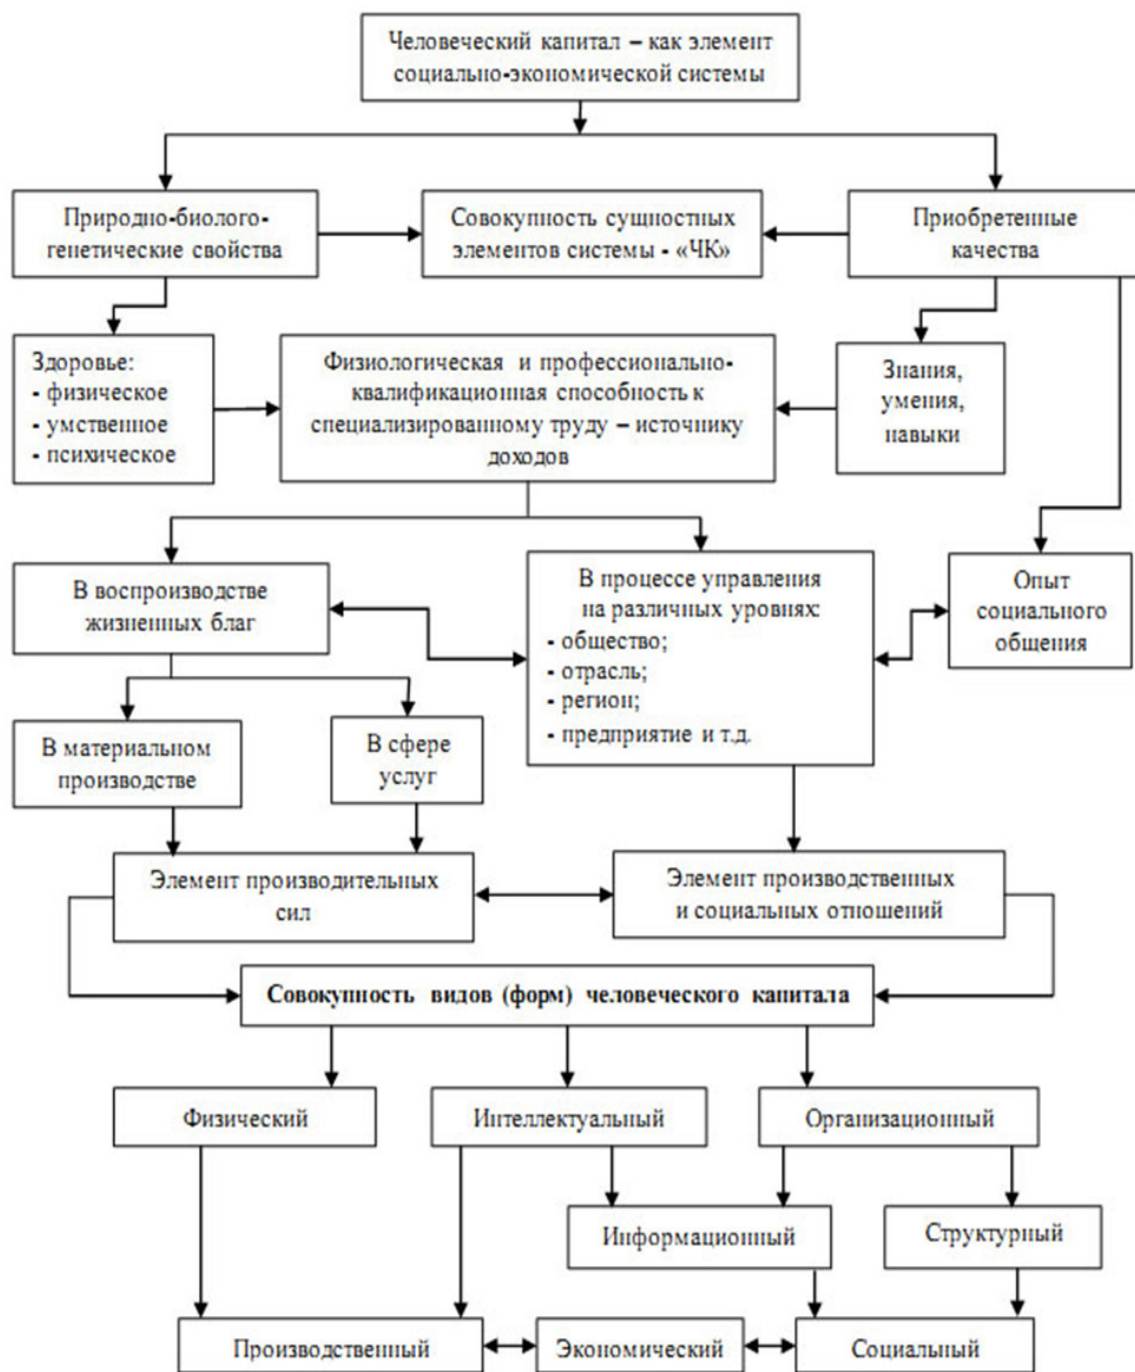 Человеческий капитал – как элемент
социально-экономической системы
Природно-биолого-
генетические свойства
Совокупность сущностных
элементов системы - «ЧК»
Приобретенные
качества
Здоровье:
- физическое
- умственное
- психическое
Физиологическая и профессионально-
квалификационная способность к
специализированному труду – источнику
доходов
Знания,
умения,
навыки
В воспроизводстве
жизненных благ
В процессе управления
на различных уровнях:
- общество;
- отрасль;
- регион;
- предприятие и т.д.
Опыт
социального
общения
В материальном
производстве
В сфере
услуг
Элемент производительных
сил
Элемент производственных
и социальных отношений
Совокупность видов (форм) человеческого капитала
Физический
Интеллектуальный
Организационный
Информационный
Структурный
Производственный
Экономический
Социальный